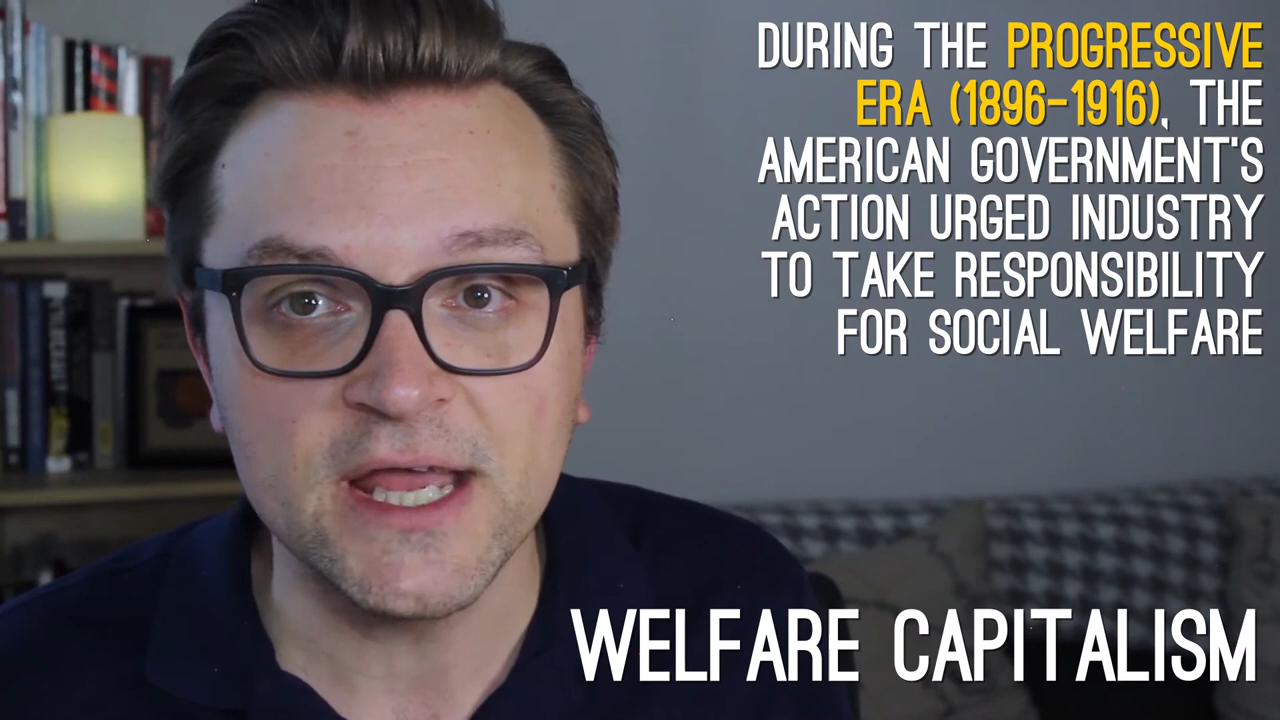 DURING THE PROGRESSIVE
ERA (1896-1916), THE
AMERICAN GOVERNMENT'S
ACTION URGED INDUSTRY
TO TAKE RESPONSIBILITY
FOR SOCIAL WELFARE
WELFARE CAPITALISM